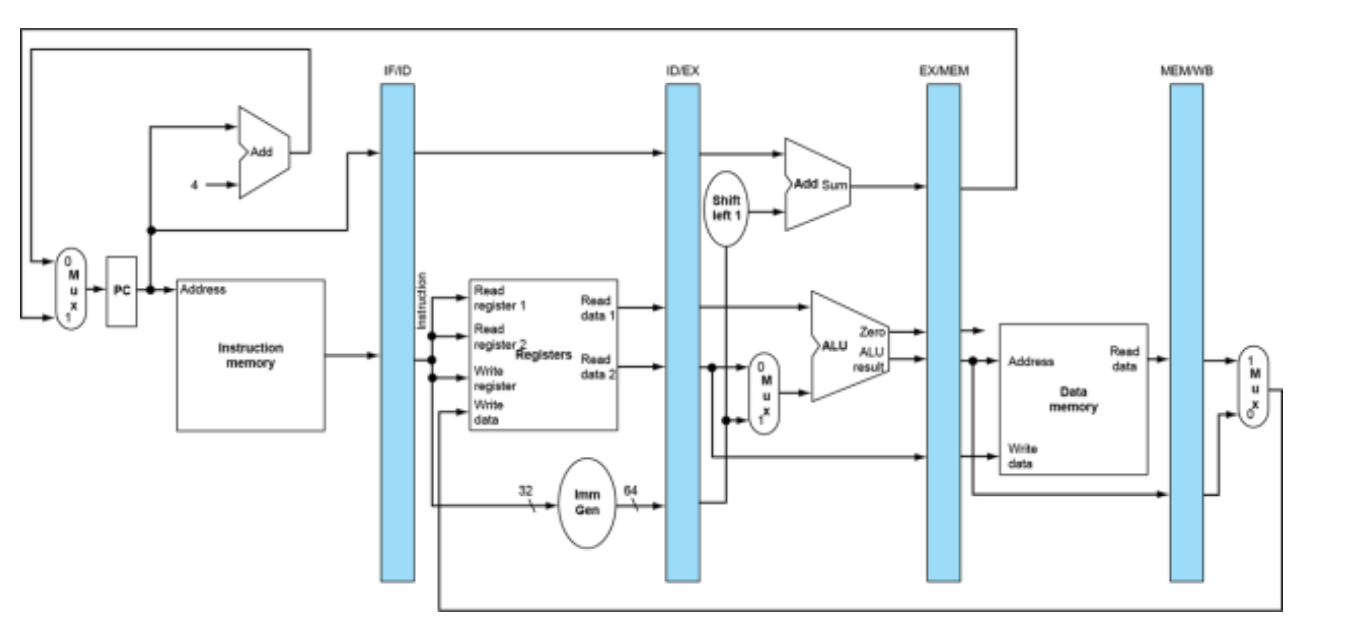 IF/ID
ID/EX
EX/MEM
MEM/WB
Add
4
Shift
left 1
Add Sum
0
M
u
x
1
PC
Address
Instruction
memory
Instruction
Read
register 1
Read
register 2
Write
register
Write
data
Registers
Read
data 1
Read
data 2
0
M
u
x
1
Zero
ALU
ALU
result
Address
Read
data
Data
memory
Write
data
1
M
u
x
0
32
Imm
Gen
64